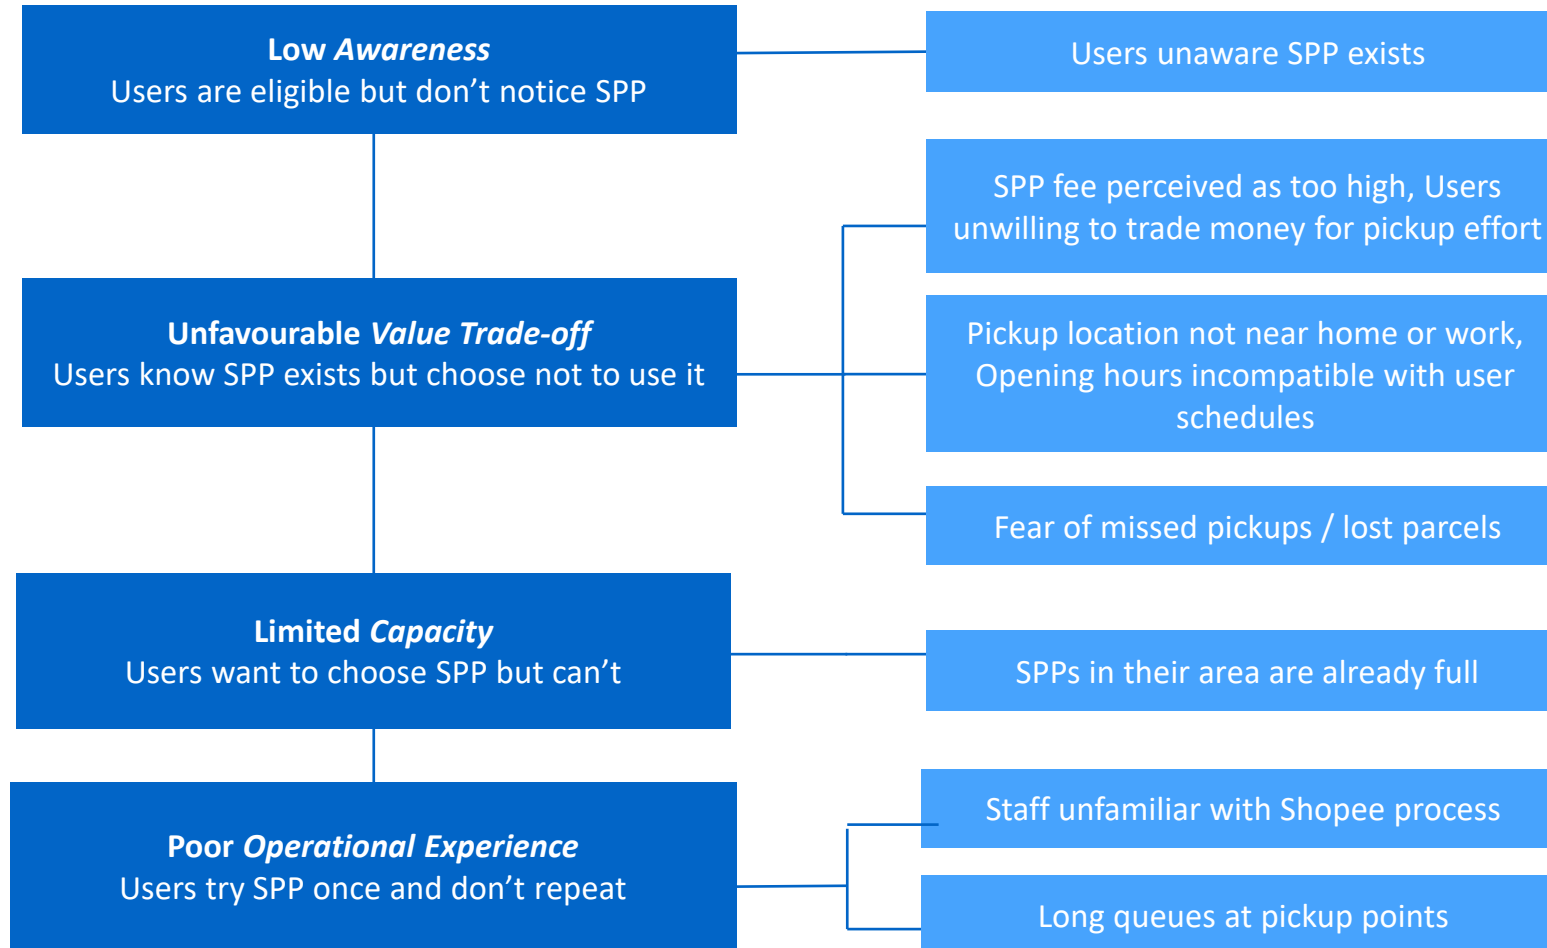 Low Awareness
Users are eligible but don’t notice SPP
Users unaware SPP exists
SPP fee perceived as too high, Users
unwilling to trade money for pickup effort
Unfavourable Value Trade-off
Users know SPP exists but choose not to use it
Pickup location not near home or work,
Opening hours incompatible with user
schedules
Fear of missed pickups / lost parcels
Limited Capacity
Users want to choose SPP but can’t
SPPs in their area are already full
Poor Operational Experience
Users try SPP once and don’t repeat
Staff unfamiliar with Shopee process
Long queues at pickup points